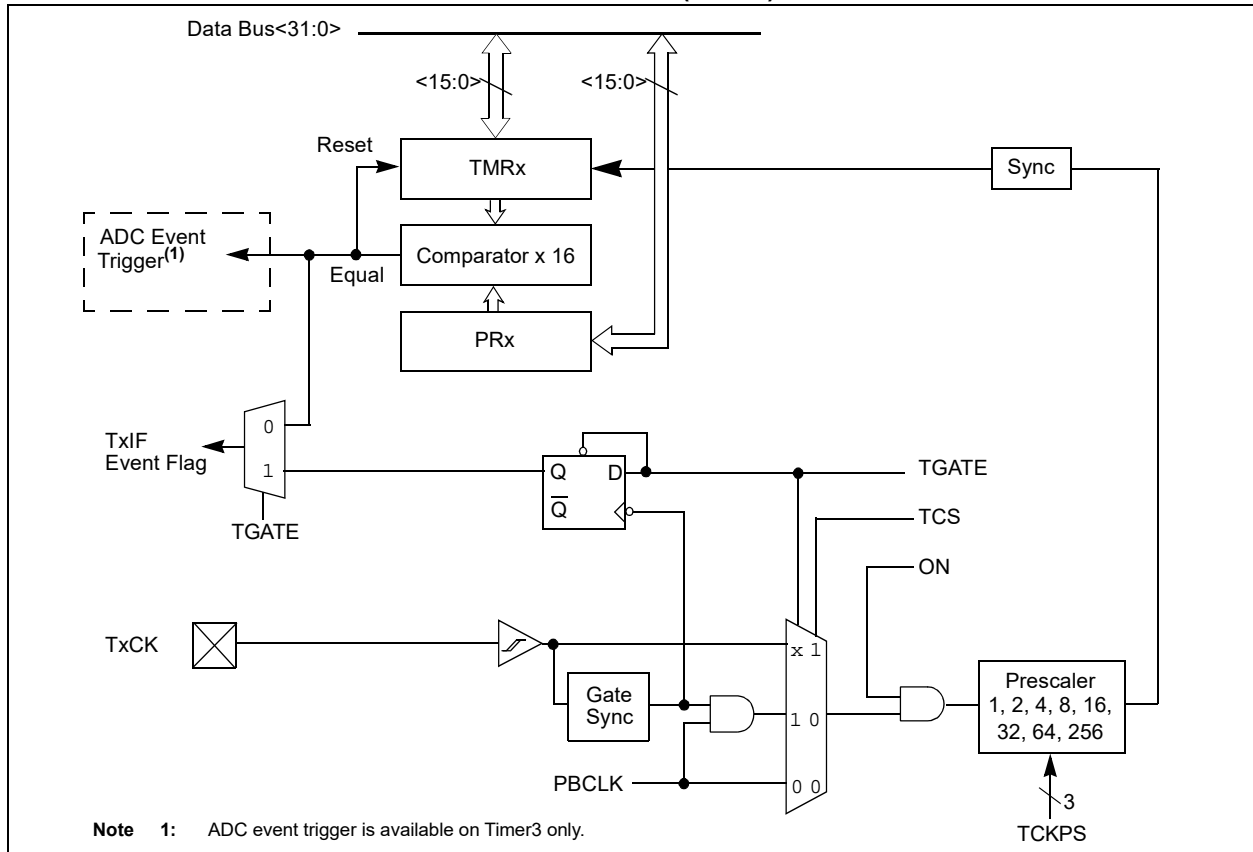 Data Bus<31:0>
<15:0>
<15:0>
Reset
TMRx
Sync
ADC Event
Trigger(1)
Equal
Comparator x 16
PRx
TxIF
Event Flag
0
1
TGATE
Q
D
Q
TGATE
TCS
ON
TxCK
x 1
Gate
Sync
1 0
Prescaler
1, 2, 4, 8, 16,
32, 64, 256
PBCLK
0 0
3
TCKPS
Note 1: ADC event trigger is available on Timer3 only.